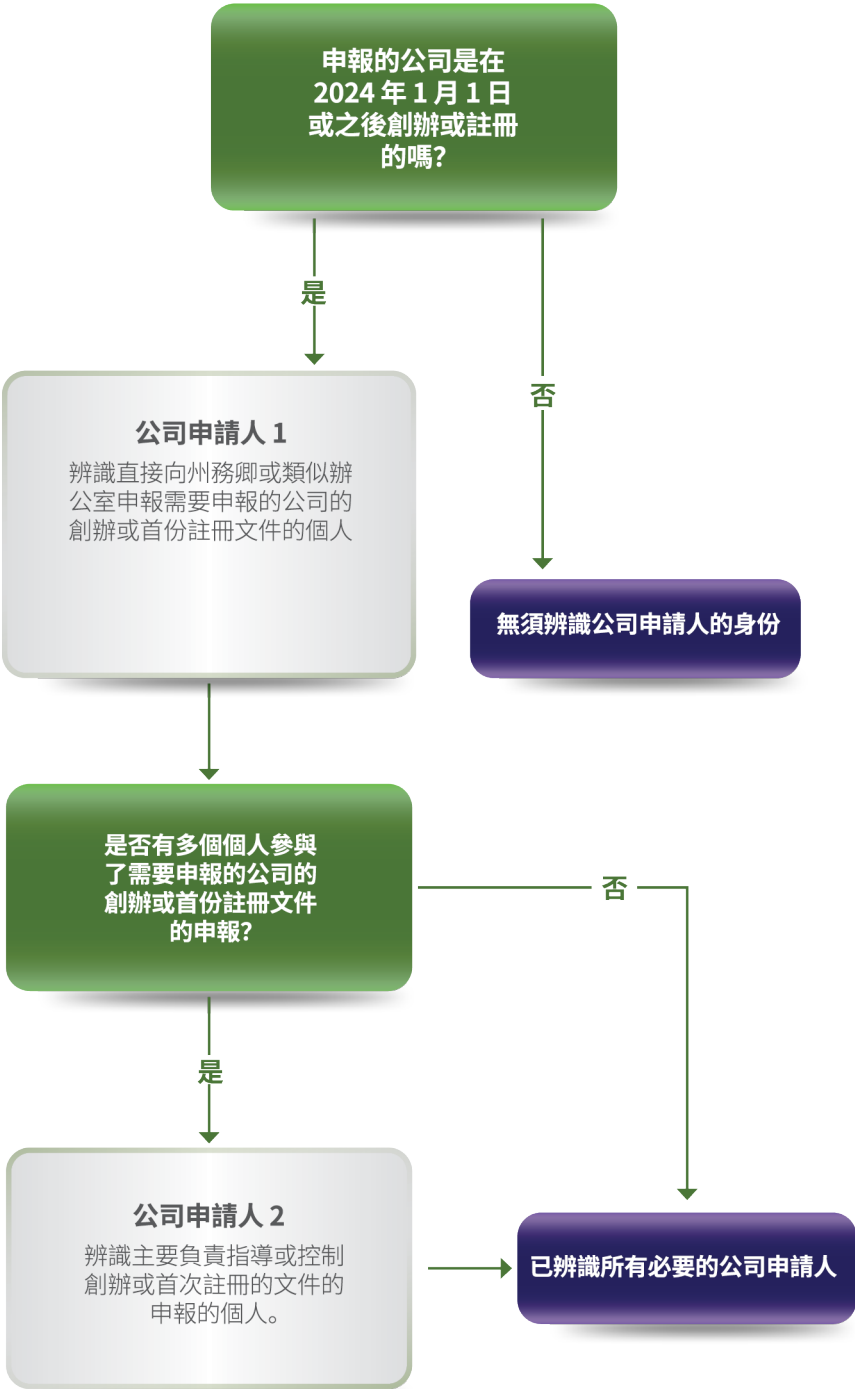 申報的公司是在
2024 年 1 月 1 日
或之後創辦或註冊
的嗎?
是
否
公司申請人 1
辨識直接向州務卿或類似辦
公室申報需要申報的公司的
創辦或首份註冊文件的個人
無須辨識公司申請人的身份
是否有多個個人參與
了需要申報的公司的
創辦或首份註冊文件
的申報?
否
是
公司申請人 2
辨識主要負責指導或控制
創辦或首次註冊的文件的
申報的個人。
已辨識所有必要的公司申請人